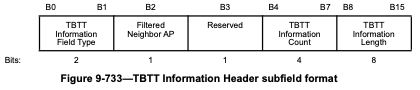 B0 B1 B2 B3 B4 B7 B8 B15
TBTT Information Field Type Filtered Neighbor AP Reserved TBTT Information Count TBTT Information Length
Bits: 2 1 1 4 8
Figure 9-733—TBTT Information Header subfield format